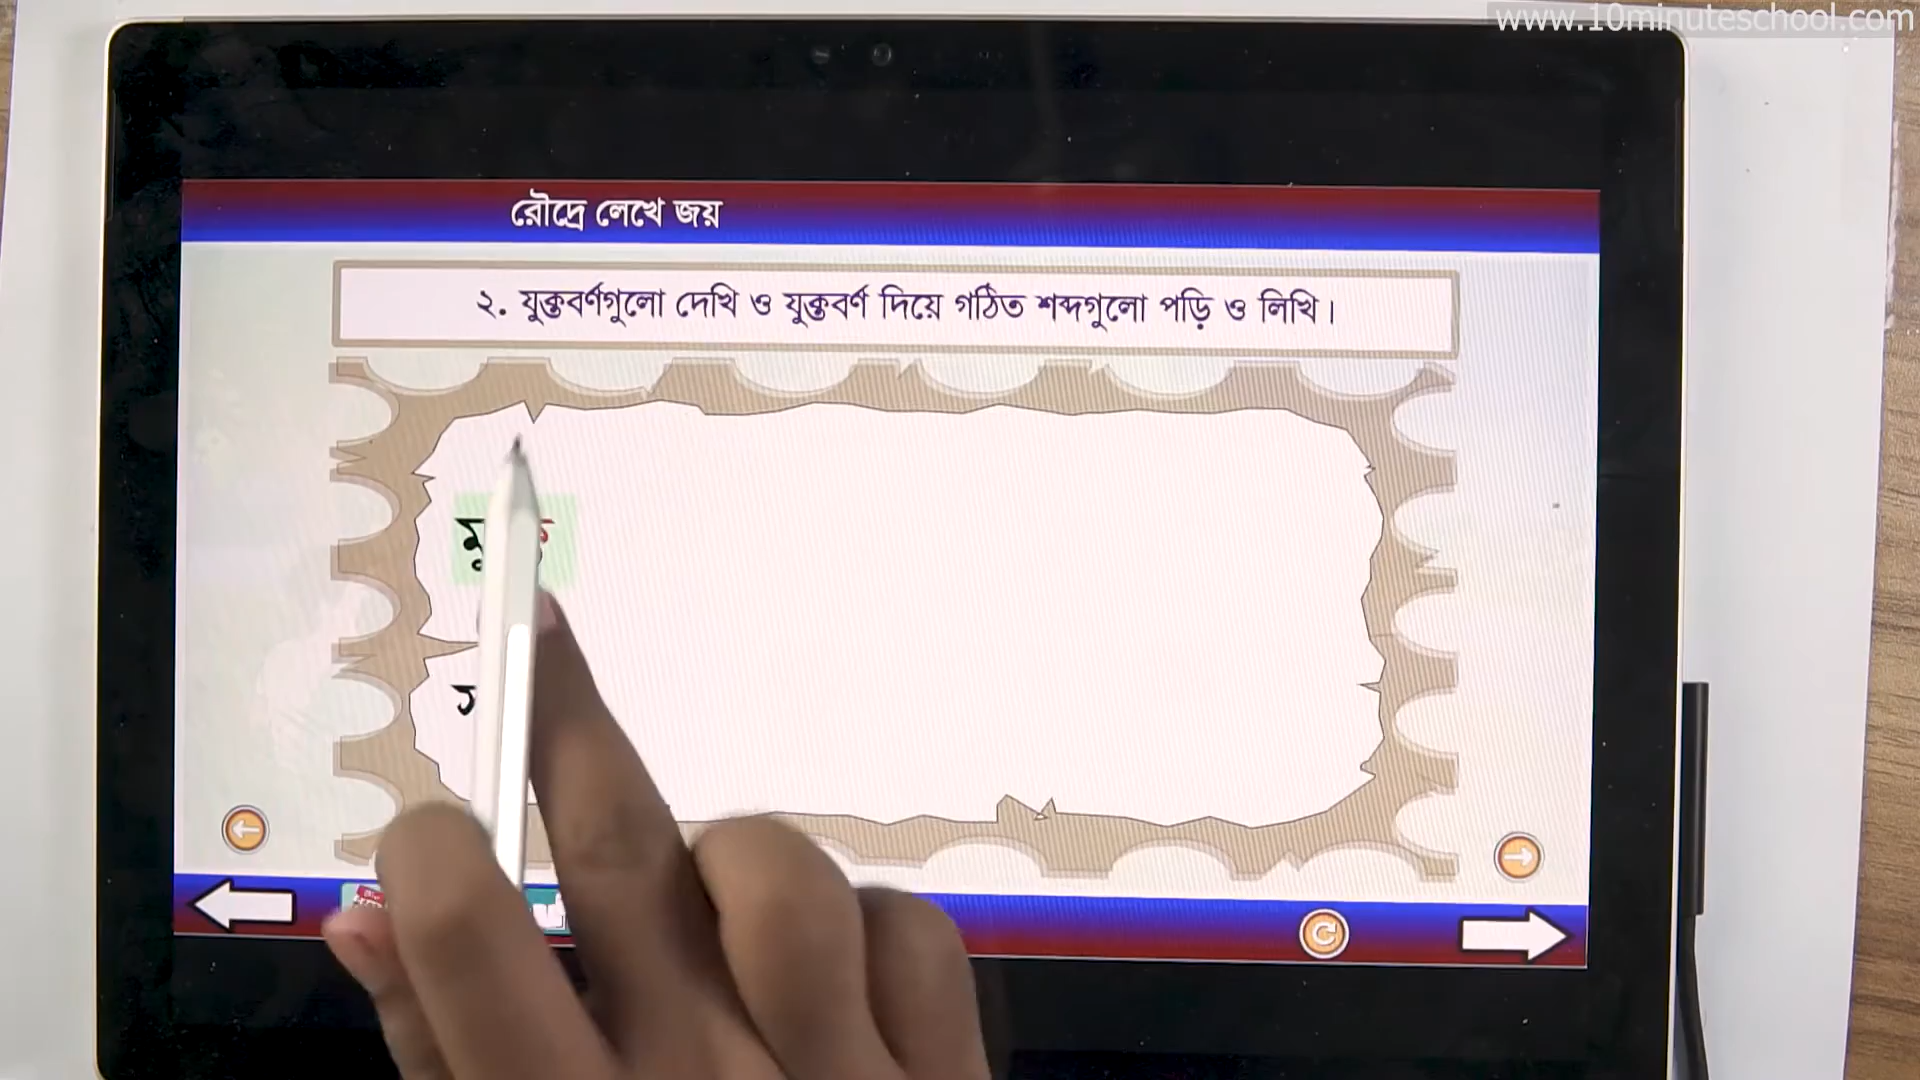 www.10minuteschool.com
রৌদ্রে লেখে জয়
২. যুক্তবর্ণগুলো দেখি ও যুক্তবর্ণ দিয়ে গঠিত শব্দগুলো পড়ি ও লিখি।